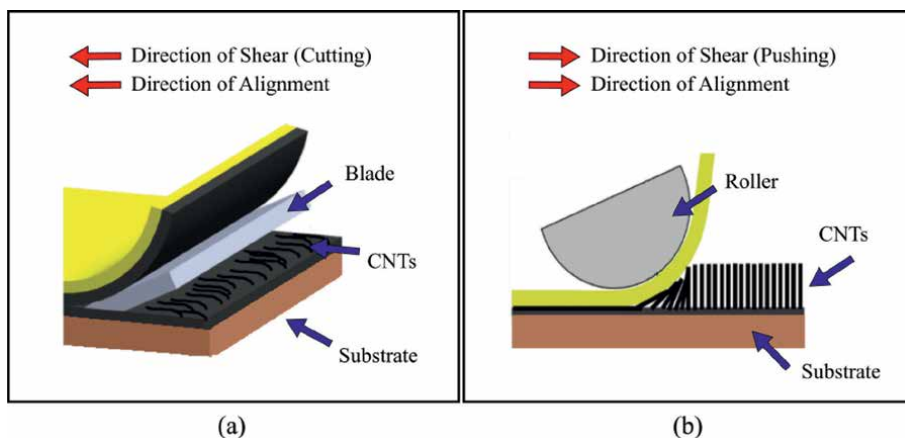 Direction of Shear (Cutting)
Direction of Alignment
Blade
CNTs
Substrate
(a)
Direction of Shear (Pushing)
Direction of Alignment
Roller
CNTs
Substrate
(b)